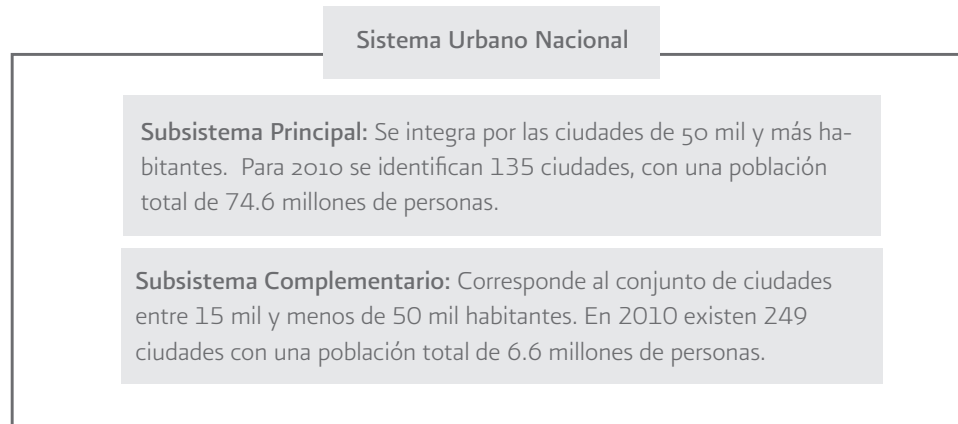 Sistema Urbano Nacional
Subsistema Principal: Se integra por las ciudades de 50 mil y más ha-
bitantes.  Para 2010 se identifican 135 ciudades, con una población
total de 74.6 millones de personas.
Subsistema Complementario: Corresponde al conjunto de ciudades
entre 15 mil y menos de 50 mil habitantes. En 2010 existen 249
ciudades con una población total de 6.6 millones de personas.